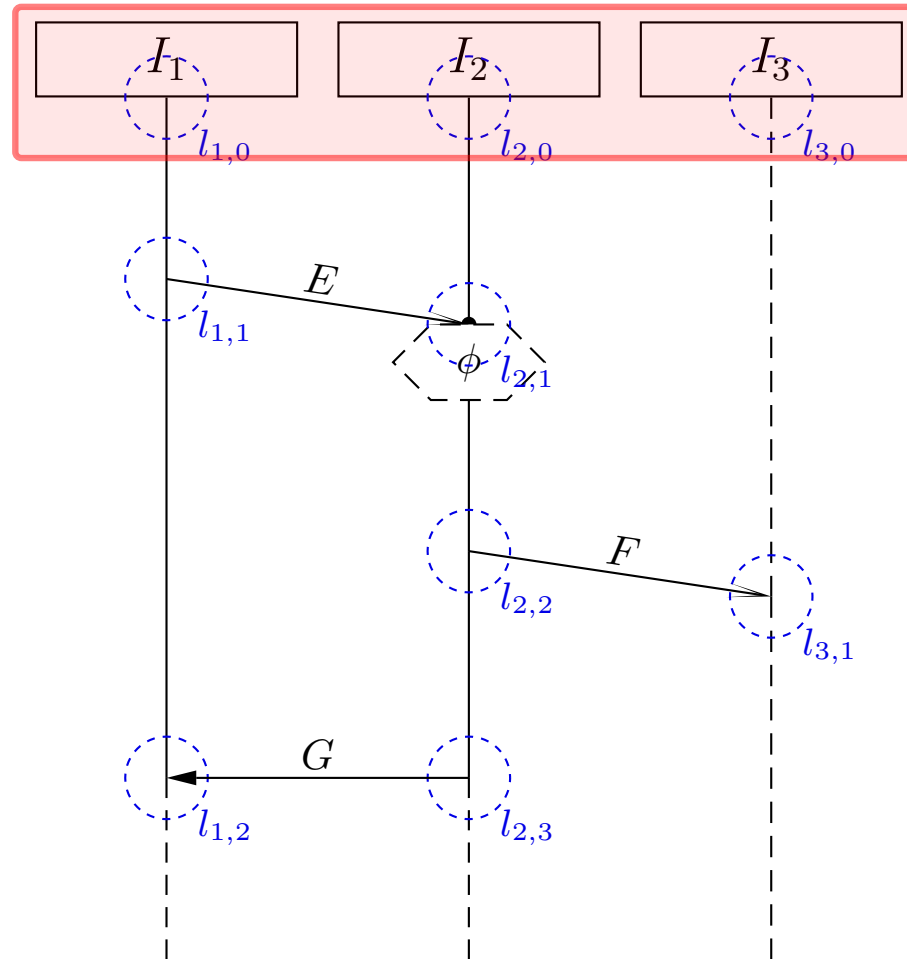 I₁ I₂ I₃
l₁,₀ l₂,₀ l₃,₀
E
l₁,₁
ϕ l₂,₁
F
l₂,₂
l₃,₁
G
l₁,₂ l₂,₃